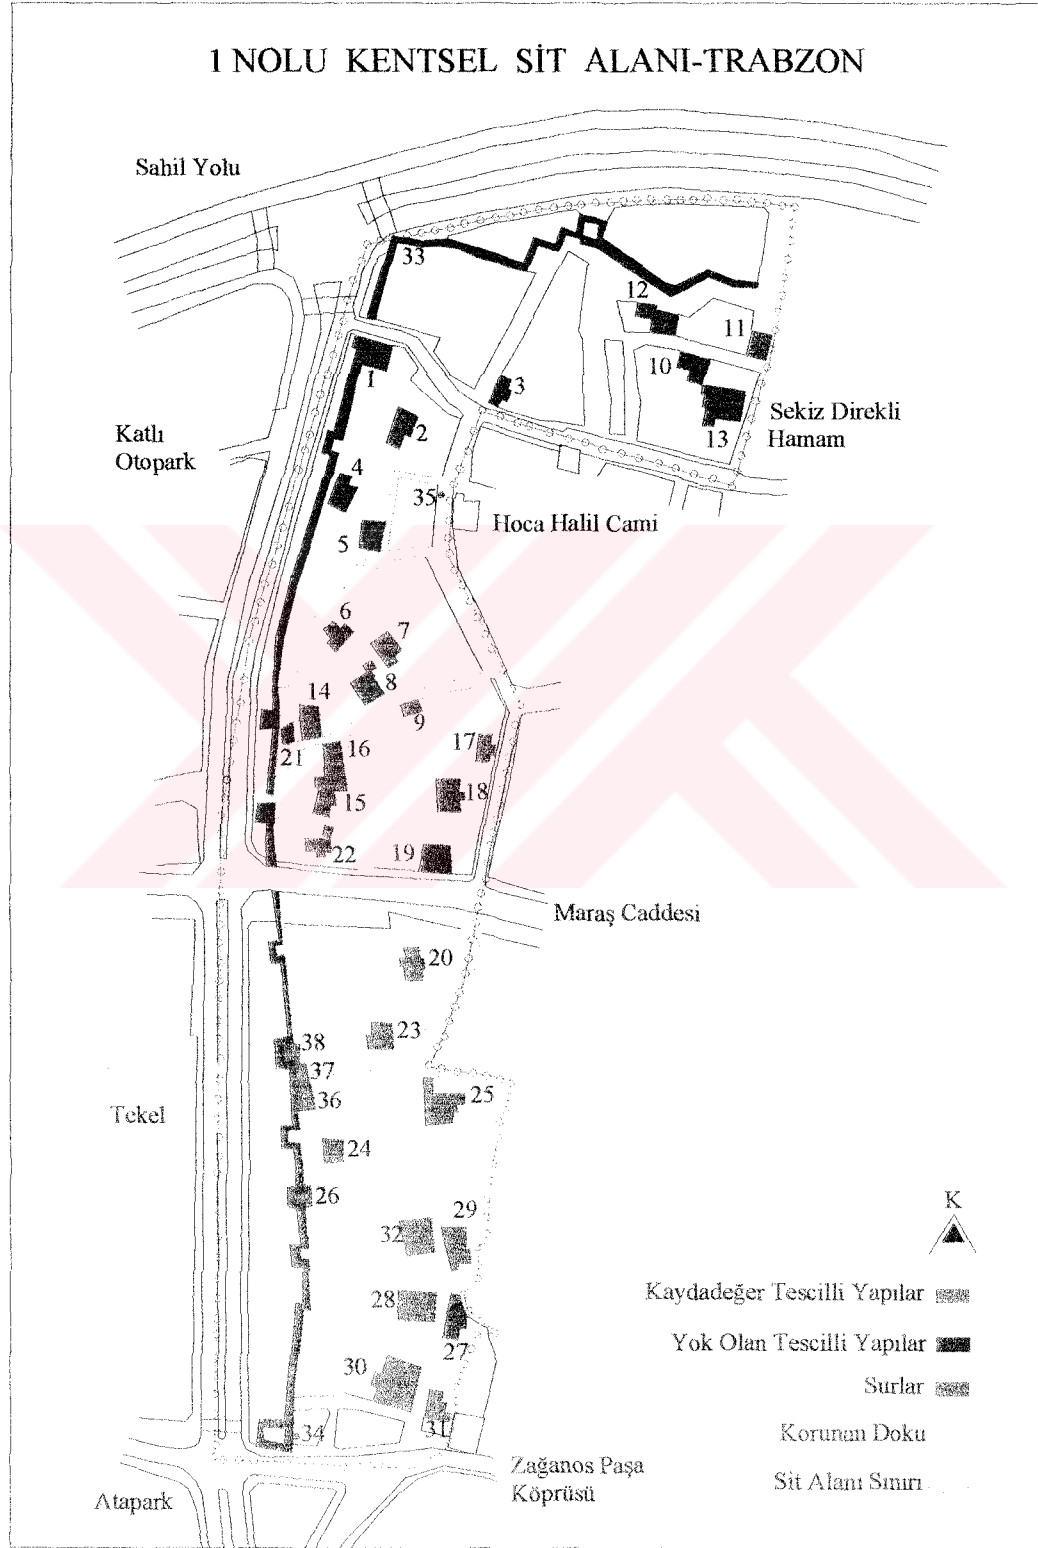 1 NOLU KENTSEL SİT ALANI-TRABZON
Sahil Yolu
33
12
11
10
1
3
Sekiz Direkli
Hamam
2
13
Katlı
Otopark
4
35
Hoca Halil Cami
5
6
7
8
14
9
17
16
21
18
15
19
22
Maraş Caddesi
20
23
38
37
25
36
Tekel
24
26
K
29
32
Kaydadeğer Tescilli Yapılar
28
Yok Olan Tescilli Yapılar
27
30
Surlar
31
34
Korunan Doku
Zağanos Paşa
Köprüsü
Sit Alanı Sınırı
Atapark